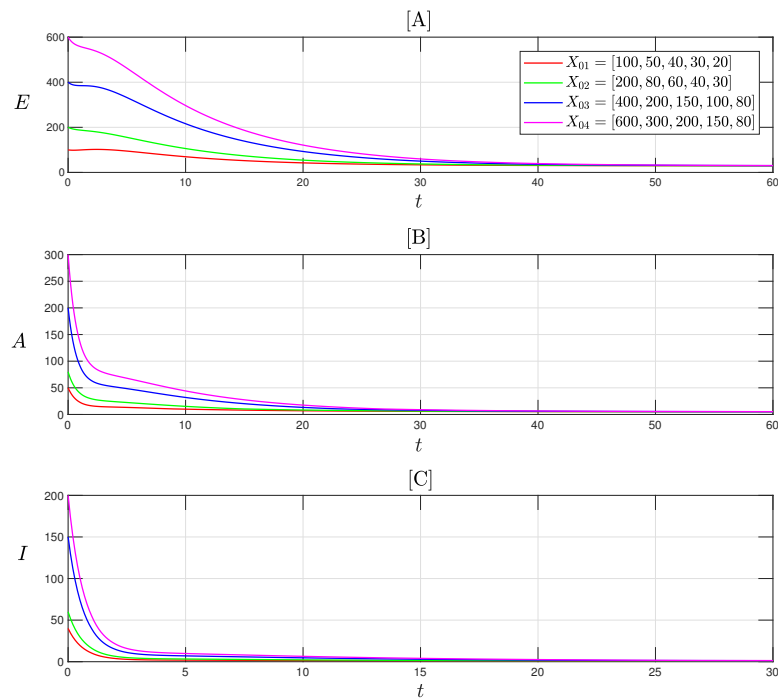 [A]
600
400
200
0
E
X₀₁ = [100, 50, 40, 30, 20]
X₀₂ = [200, 80, 60, 40, 30]
X₀₃ = [400, 200, 150, 100, 80]
X₀₄ = [600, 300, 200, 150, 80]
0 10 20 30 40 50 60
t
[B]
300
250
200
150
100
50
0
A
0 10 20 30 40 50 60
t
[C]
200
150
100
50
0
I
0 5 10 15 20 25 30
t